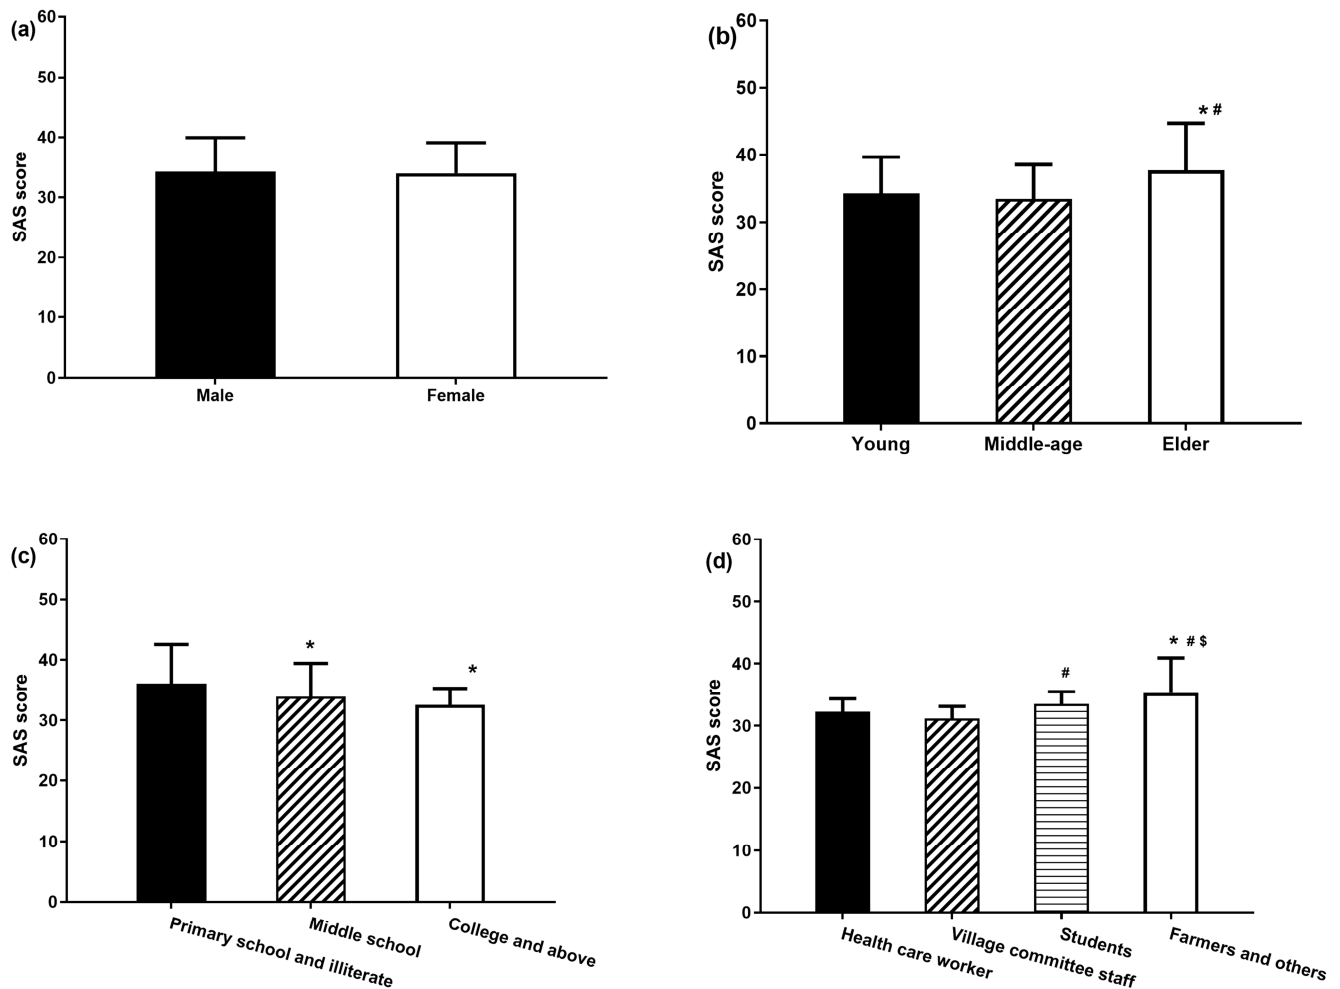 (a)
SAS score
60
50
40
30
20
10
0
Male
Female
(b)
SAS score
60
50
40
30
20
10
0
* #
Young
Middle-age
Elder
(c)
SAS score
60
50
40
30
20
10
0
*
*
Primary school and illiterate
Middle school
College and above
(d)
SAS score
60
50
40
30
20
10
0
#
* # $
Health care worker
Village committee staff
Students
Farmers and others